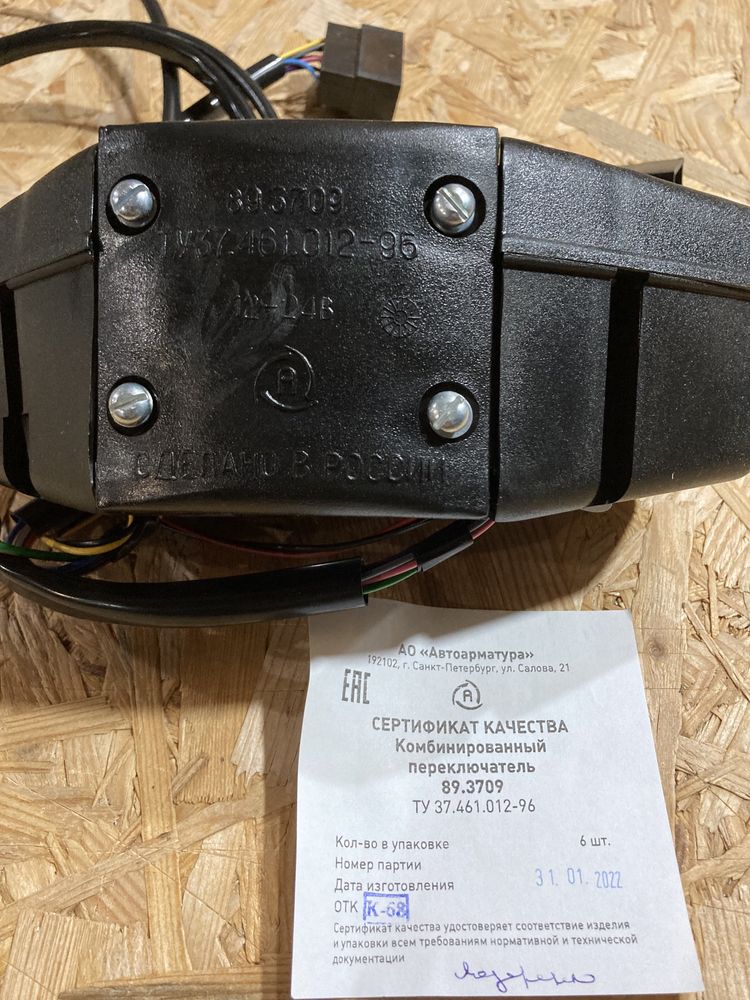 89.3709
ТУ37.461.012-96
12-24В
А
СДЕЛАНО В РОССИИ
АО «Автоарматура»
192102, г. Санкт-Петербург, ул. Салова, 21
EAC
А
СЕРТИФИКАТ КАЧЕСТВА
Комбинированный
переключатель
89.3709
ТУ 37.461.012-96
Кол-во в упаковке 6 шт.
Номер партии
Дата изготовления 31.01.2022
ОТК К-68
Сертификат качества удостоверяет соответствие изделия
и упаковки всем требованиям нормативной и технической
документации